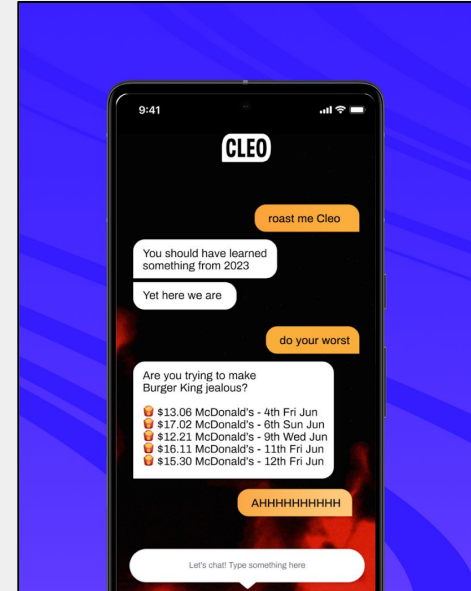 9:41
CLEO
roast me Cleo
You should have learned
something from 2023
Yet here we are
do your worst
Are you trying to make
Burger King jealous?
🍟 $13.06 McDonald's - 4th Fri Jun
🍟 $17.02 McDonald's - 6th Sun Jun
🍟 $12.21 McDonald's - 9th Wed Jun
🍟 $16.11 McDonald's - 11th Fri Jun
🍟 $15.30 McDonald's - 12th Fri Jun
AHHHHHHHHHH
Let's chat! Type something here